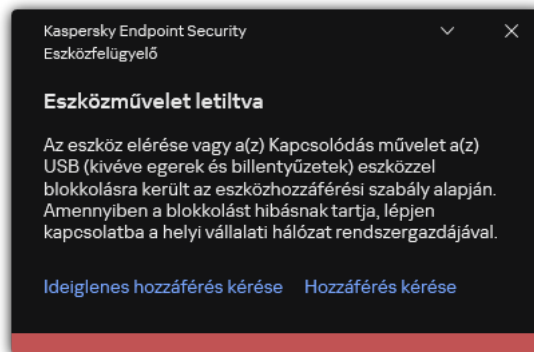 Kaspersky Endpoint Security
Eszközfelügyelő
Eszközművelet letiltva
Az eszköz elérése vagy a(z) Kapcsolódás művelet a(z)
USB (kivéve egerek és billentyűzetek) eszközzel
blokkolásra került az eszközhozzáférési szabály alapján.
Amennyiben a blokkolást hibásnak tartja, lépjen
kapcsolatba a helyi vállalati hálózat rendszergazdájával.
Ideiglenes hozzáférés kérése Hozzáférés kérése